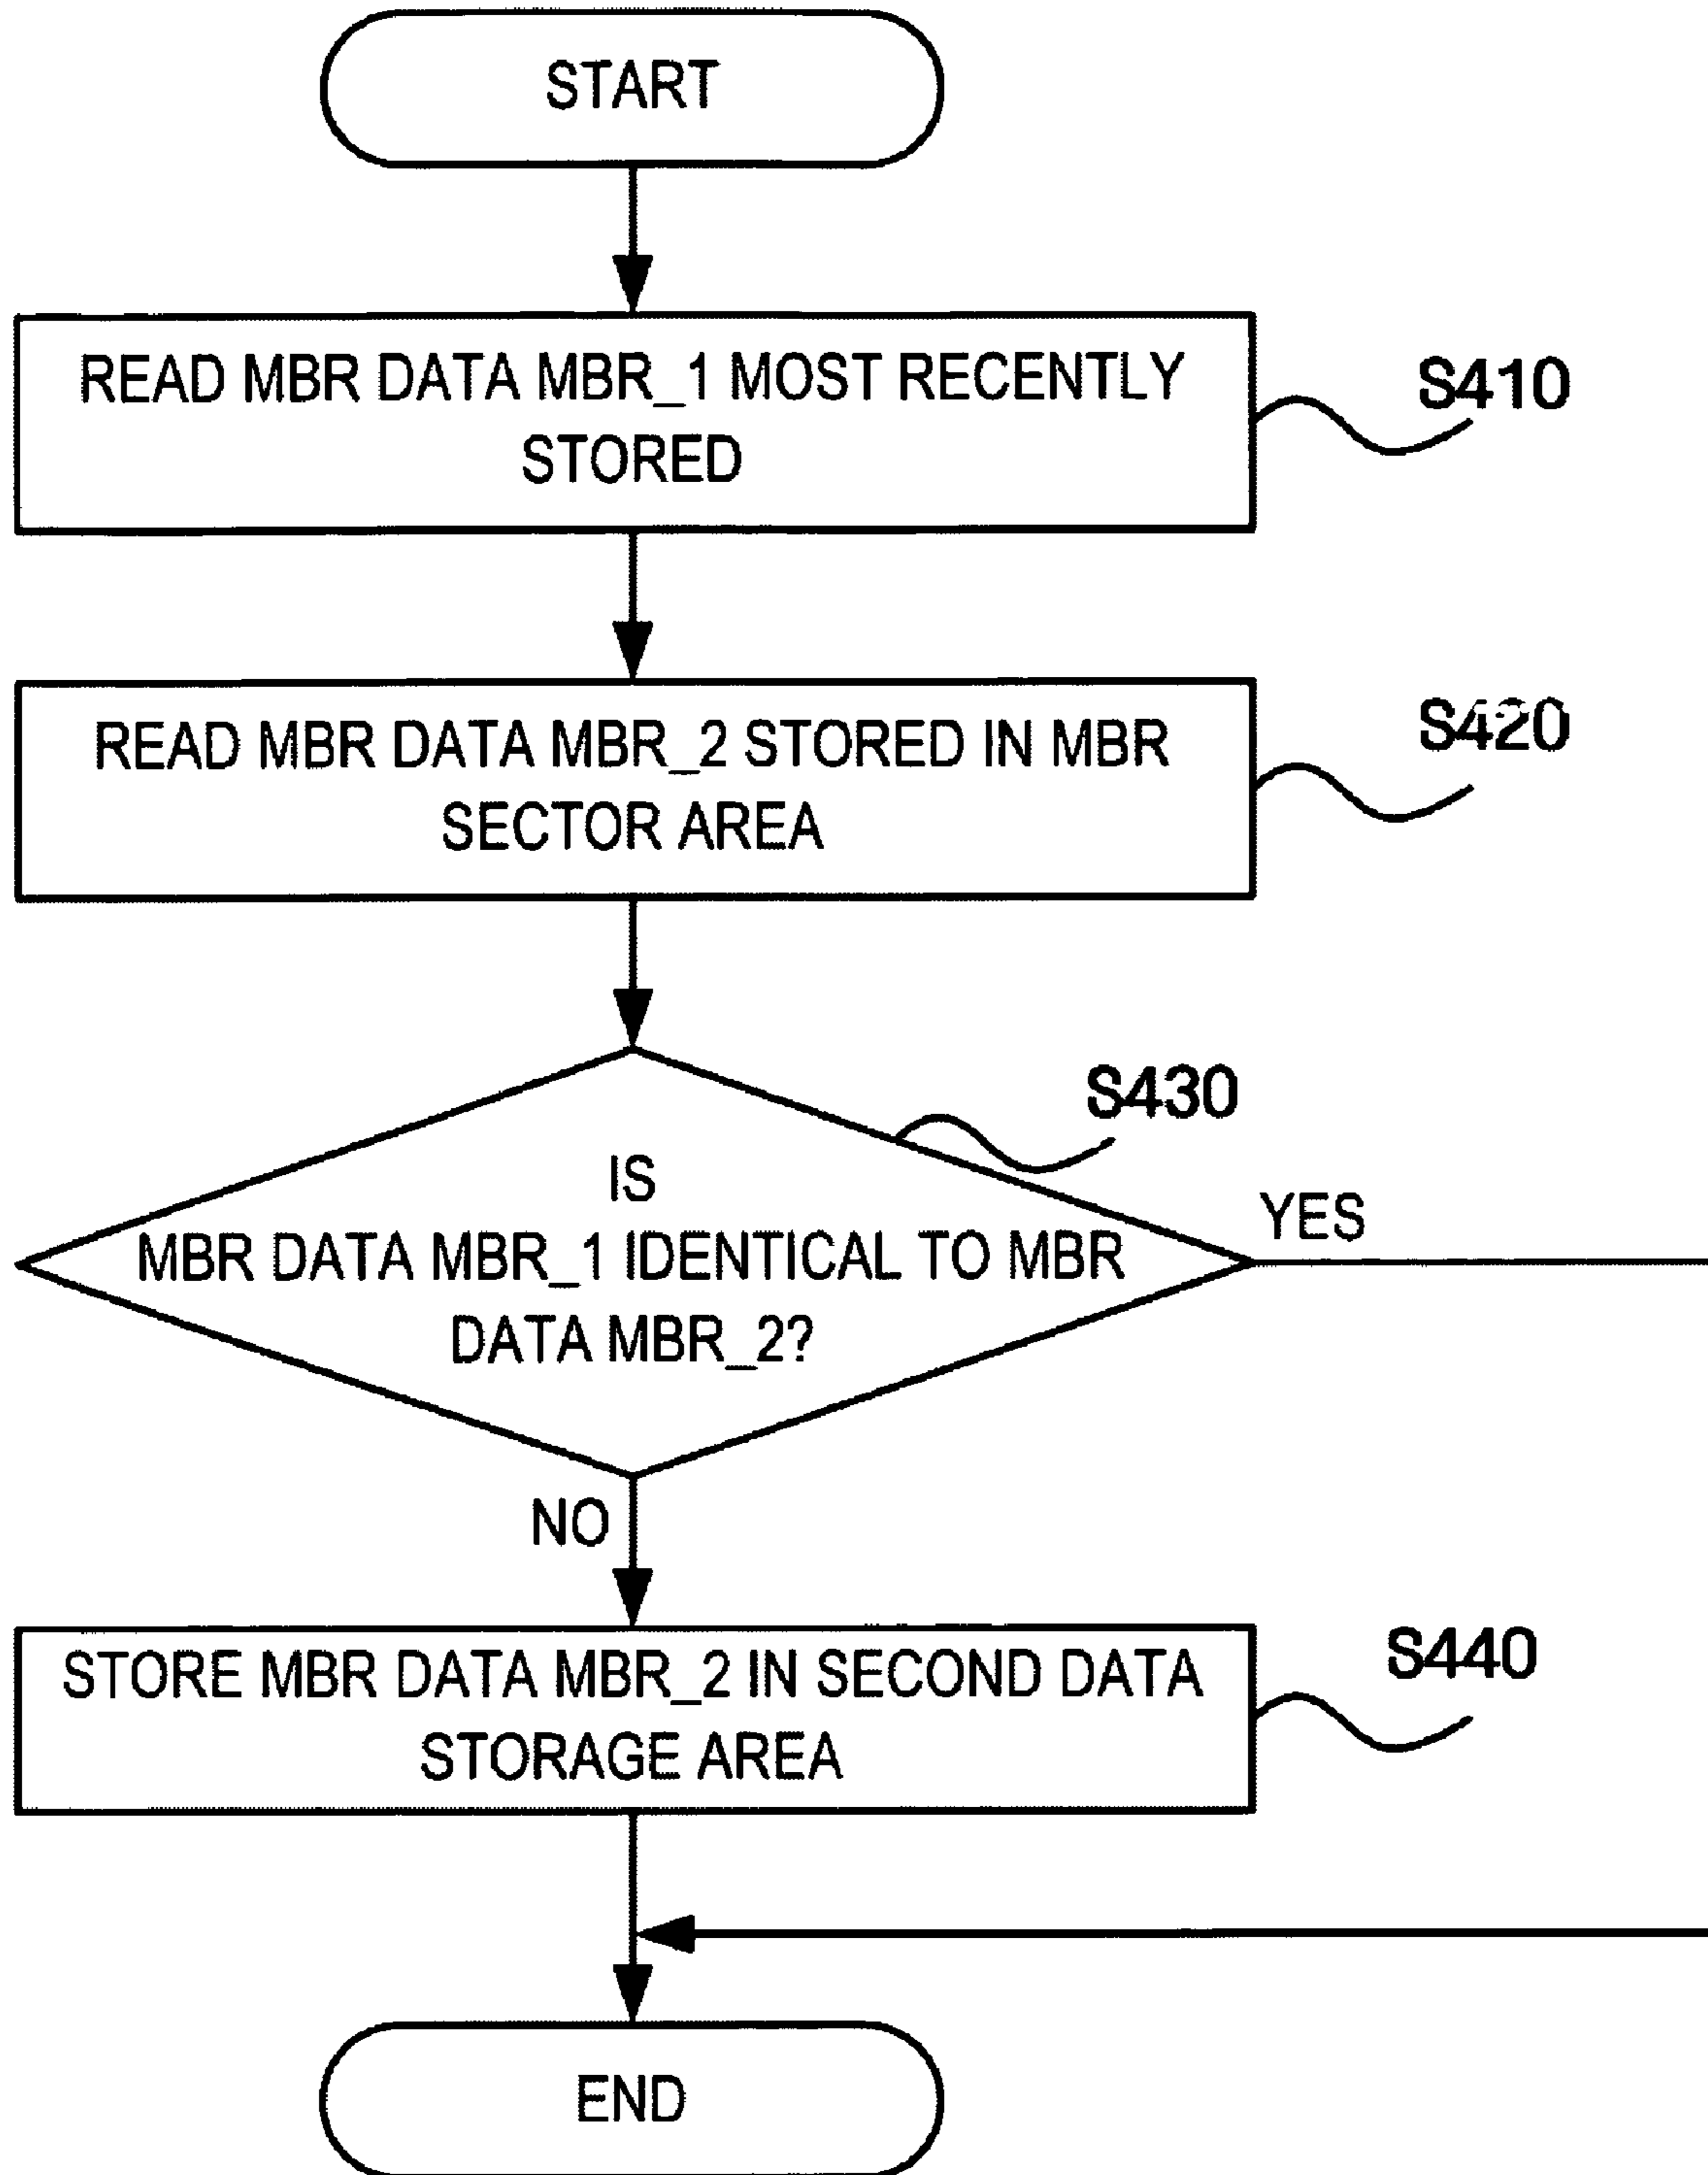 START
READ MBR DATA MBR_1 MOST RECENTLY
STORED
S410
READ MBR DATA MBR_2 STORED IN MBR
SECTOR AREA
S420
S430
IS
MBR DATA MBR_1 IDENTICAL TO MBR
DATA MBR_2?
YES
NO
STORE MBR DATA MBR_2 IN SECOND DATA
STORAGE AREA
S440
END